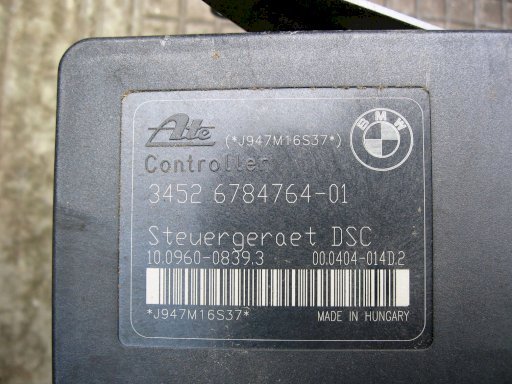 Ate (*J947M16S37*) BMW
Controller
3452 6784764-01
Steuergeraet DSC
10.0960-0839.3 00.0404-014D.2
*J947M16S37* MADE IN HUNGARY